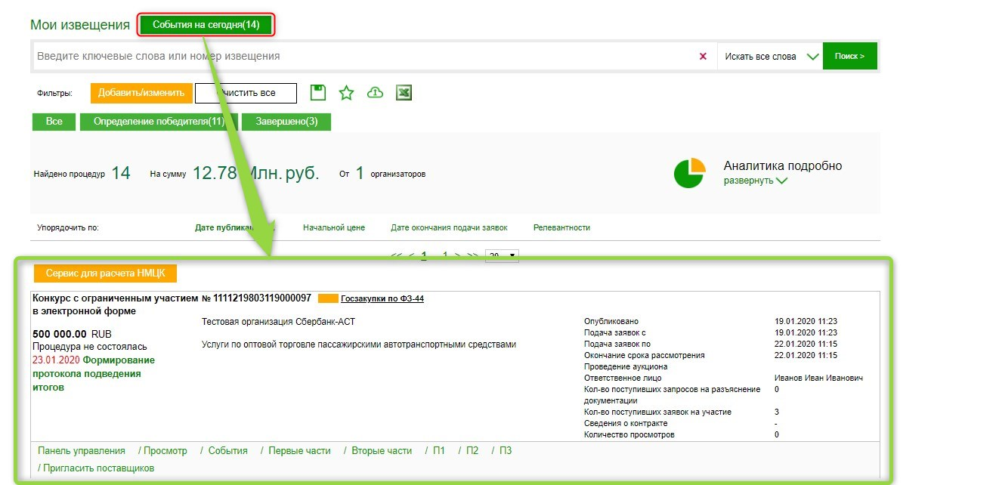 Мои извещения События на сегодня(14)
Введите ключевые слова или номер извещения × Искать все слова Поиск >
Фильтры: Добавить/изменить чистить все
Все Определение победителя(11) Завершено(3)
Найдено процедур 14 На сумму 12.78 Млн. руб. От 1 организаторов
Аналитика подробно
развернуть
Упорядочить по: Дате Начальной цене Дате окончания подачи заявок Релевантности
<< < 1 1 > >> 20
Сервис для расчета НМЦК
Конкурс с ограниченным участием № 1111219803119000097 Госзакупки по ФЗ-44
в электронной форме
500 000.00 RUB
Процедура не состоялась
23.01.2020 Формирование
протокола подведения
итогов
Тестовая организация Сбербанк-АСТ
Услуги по оптовой торговле пассажирскими автотранспортными средствами
Опубликовано 19.01.2020 11:23
Подача заявок с 19.01.2020 11:23
Подача заявок по 22.01.2020 11:15
Окончание срока рассмотрения 22.01.2020 11:15
Проведение аукциона
Ответственное лицо Иванов Иван Иванович
Кол-во поступивших запросов на разъяснение 0
документации
Кол-во поступивших заявок на участие 3
Сведения о контракте -
Количество просмотров 0
Панель управления / Просмотр / События / Первые части / Вторые части / П1 / П2 / П3
/ Пригласить поставщиков